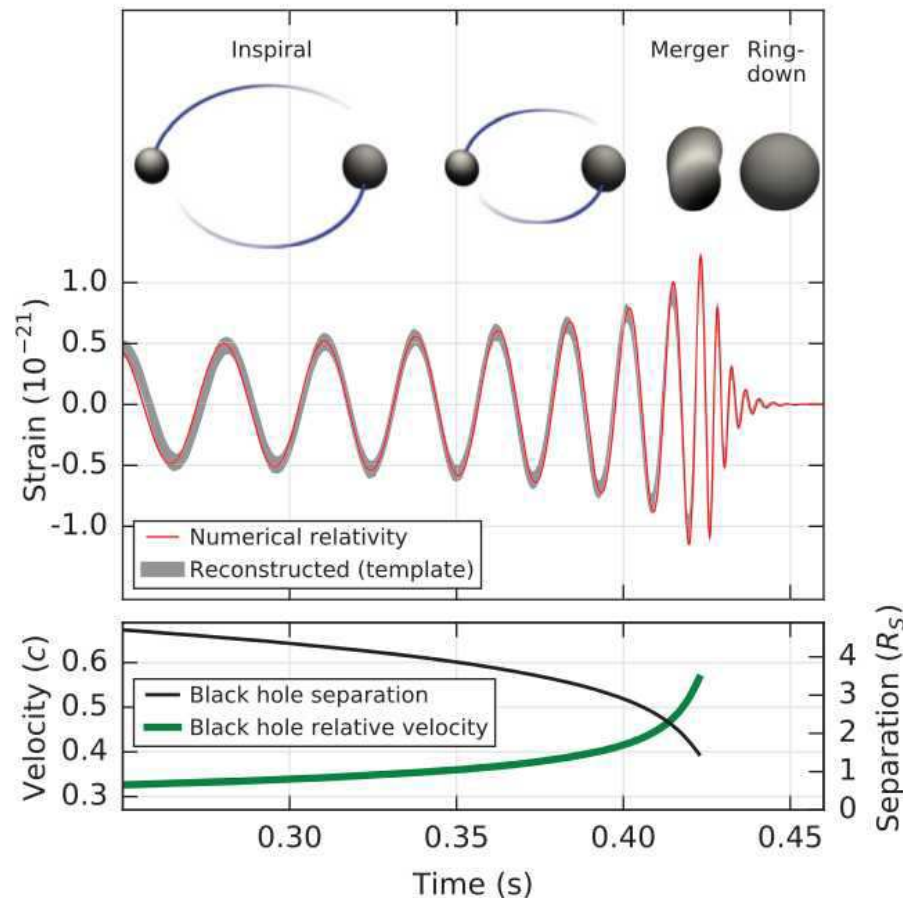 Inspiral
Merger
Ring-
down
1.0
0.5
0.0
-0.5
-1.0
Strain (10⁻²¹)
Numerical relativity
Reconstructed (template)
0.6
0.5
0.4
0.3
Velocity (c)
Black hole separation
Black hole relative velocity
4
3
2
1
0
Separation (R_S)
0.30
0.35
0.40
0.45
Time (s)